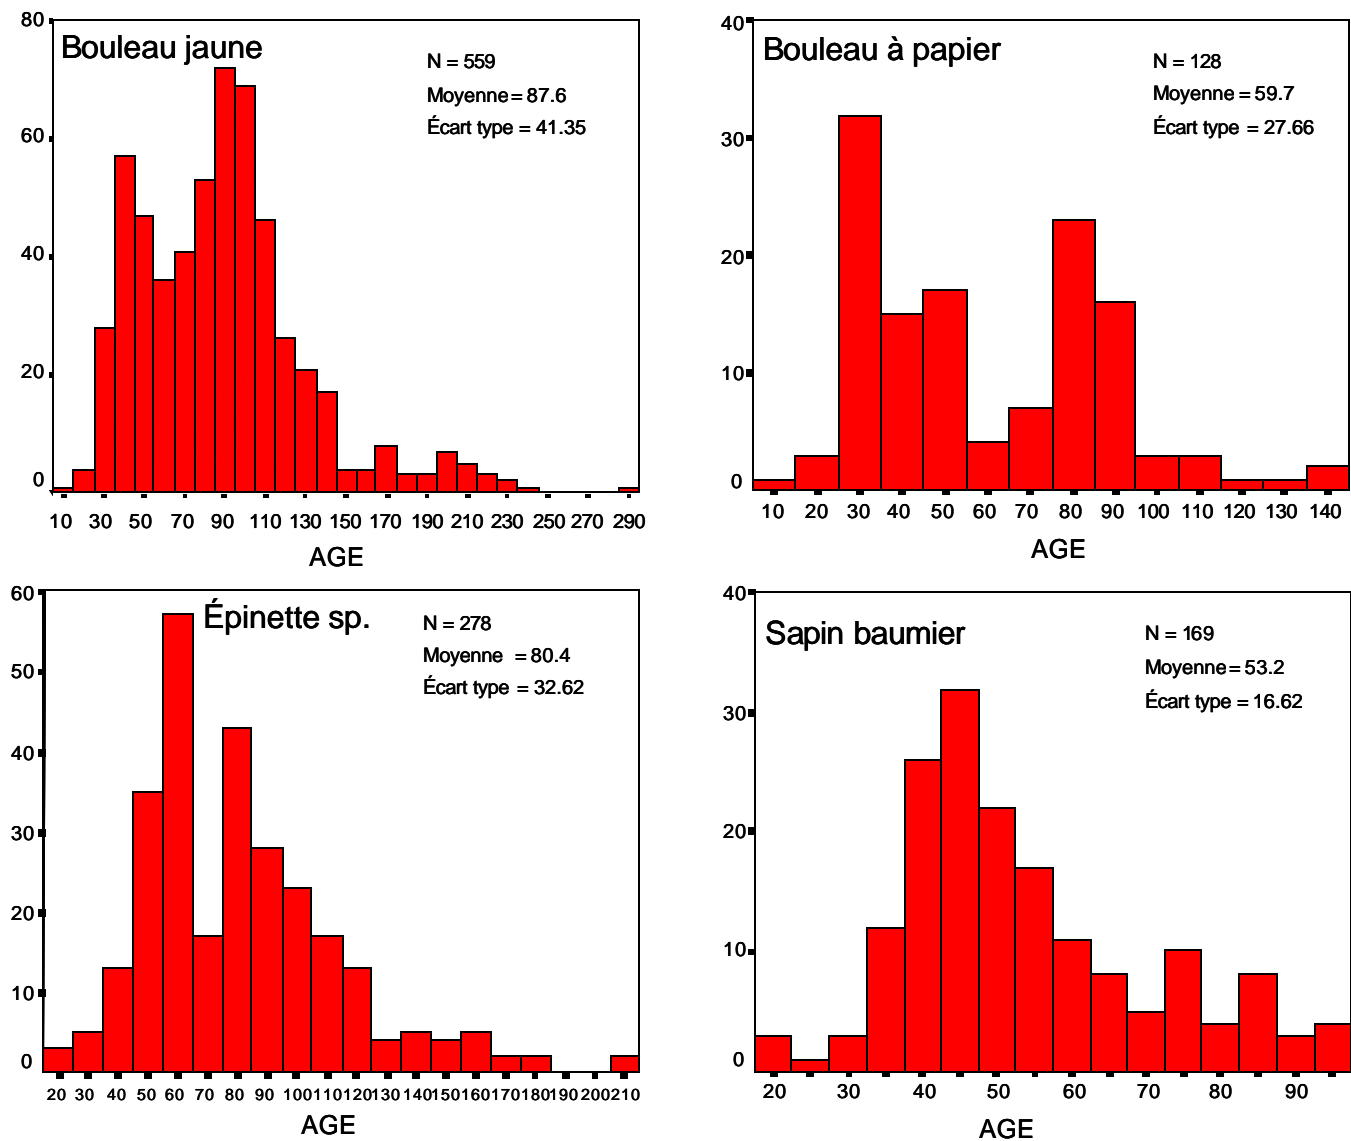 Bouleau jaune
N = 559
Moyenne = 87.6
Écart type = 41.35
80
60
40
20
0
10 30 50 70 90 110 130 150 170 190 210 230 250 270 290
AGE
Bouleau à papier
N = 128
Moyenne = 59.7
Écart type = 27.66
40
30
20
10
0
10 20 30 40 50 60 70 80 90 100 110 120 130 140
AGE
Épinette sp.
N = 278
Moyenne = 80.4
Écart type = 32.62
60
50
40
30
20
10
0
20 30 40 50 60 70 80 90 100 110 120 130 140 150 160 170 180 190 200 210
AGE
Sapin baumier
N = 169
Moyenne = 53.2
Écart type = 16.62
40
30
20
10
0
20 30 40 50 60 70 80 90
AGE